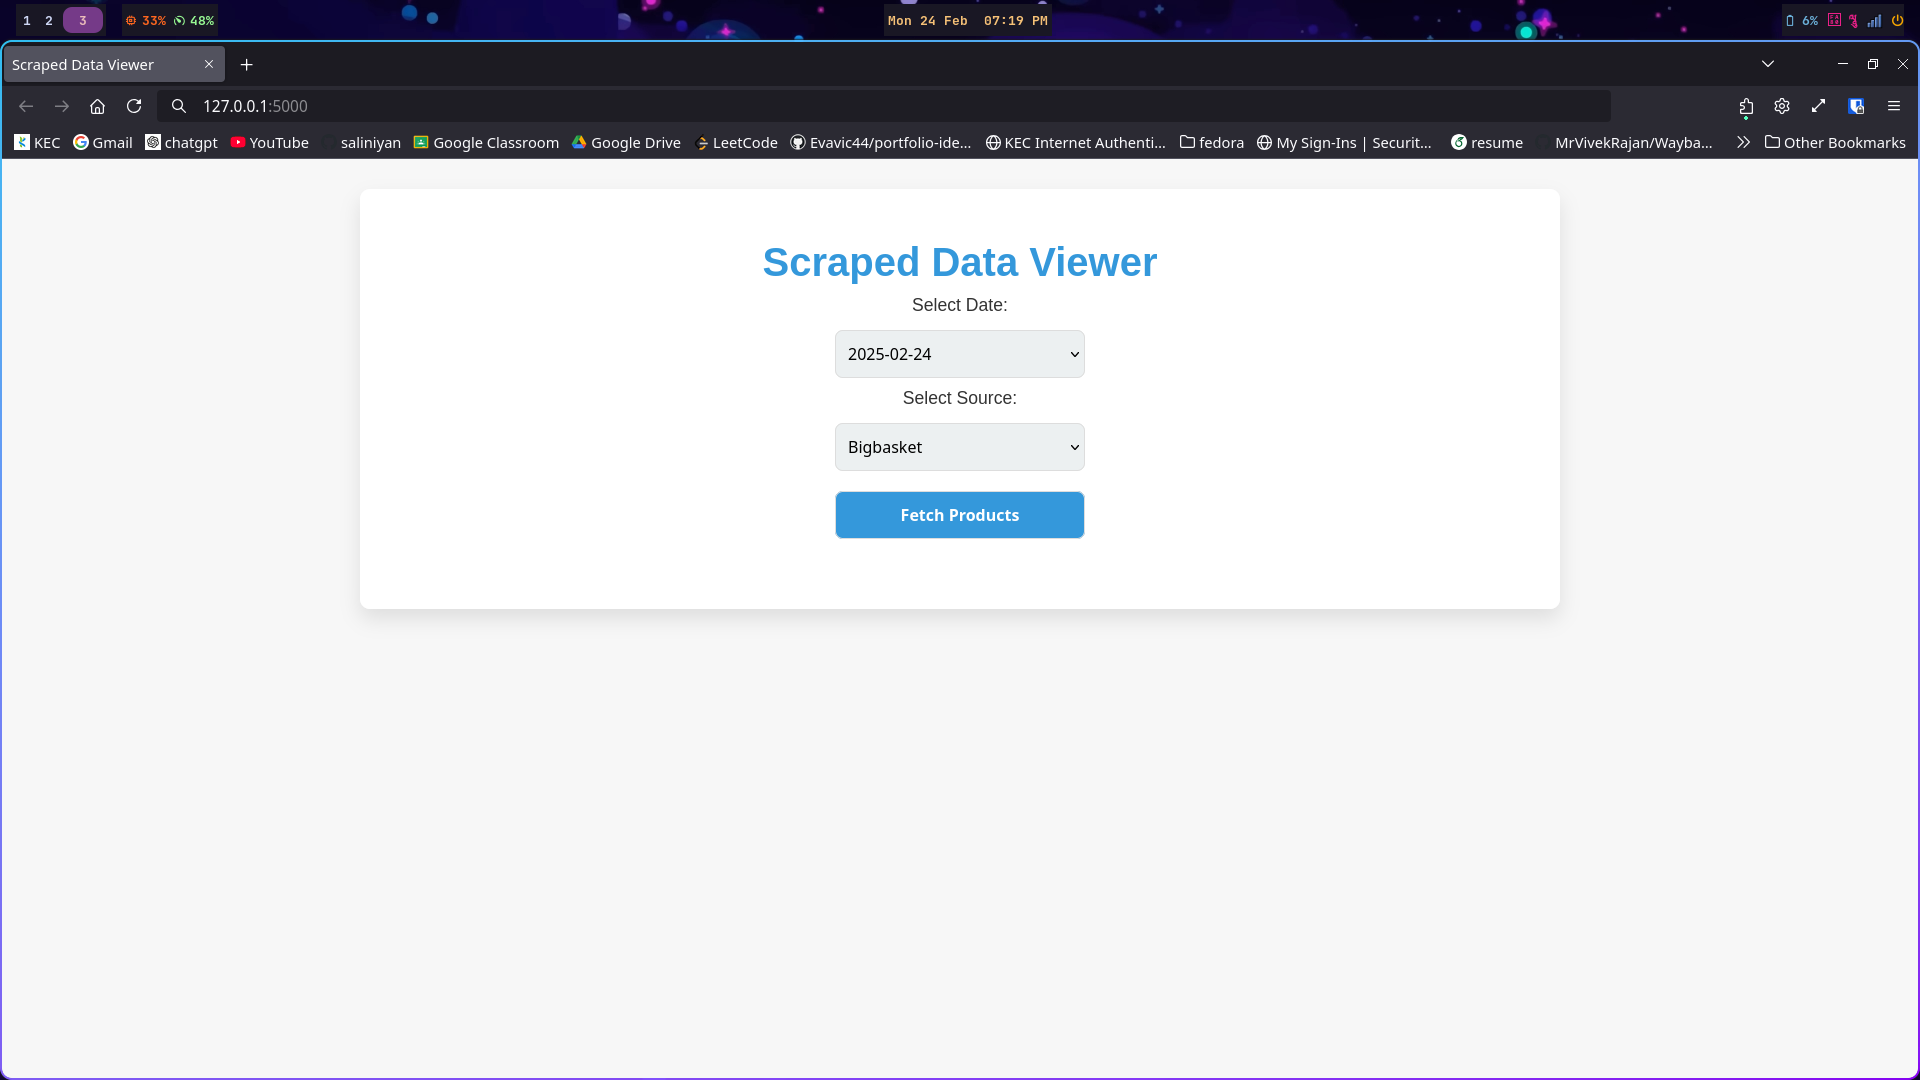 1 2 3 33% 48% Mon 24 Feb 07:19 PM 6%
Scraped Data Viewer
127.0.0.1:5000
KEC Gmail chatgpt YouTube saliniyan Google Classroom Google Drive LeetCode Evavic44/portfolio-ide... KEC Internet Authenti... fedora My Sign-Ins | Securit... resume MrVivekRajan/Wayba... Other Bookmarks
Scraped Data Viewer
Select Date:
2025-02-24
Select Source:
Bigbasket
Fetch Products